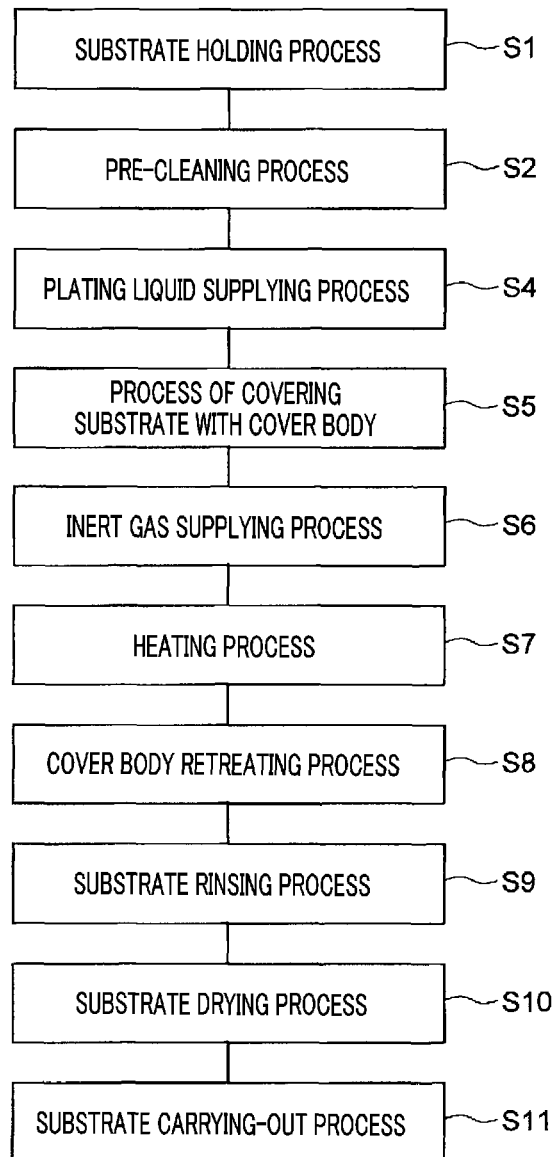 SUBSTRATE HOLDING PROCESS S1
PRE-CLEANING PROCESS S2
PLATING LIQUID SUPPLYING PROCESS S4
PROCESS OF COVERING
SUBSTRATE WITH COVER BODY S5
INERT GAS SUPPLYING PROCESS S6
HEATING PROCESS S7
COVER BODY RETREATING PROCESS S8
SUBSTRATE RINSING PROCESS S9
SUBSTRATE DRYING PROCESS S10
SUBSTRATE CARRYING-OUT PROCESS S11